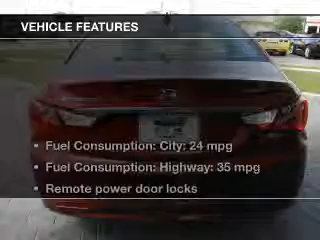 VEHICLE FEATURES
Fuel Consumption: City: 24 mpg
Fuel Consumption: Highway: 35 mpg
Remote power door locks